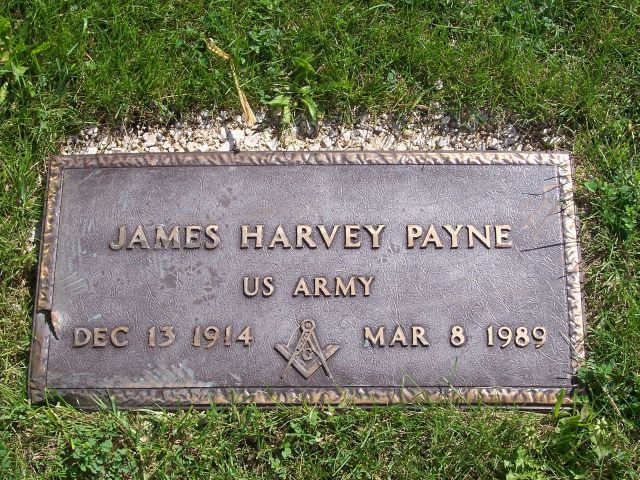 JAMES HARVEY PAYNE
US ARMY
DEC 13 1914 G MAR 8 1989